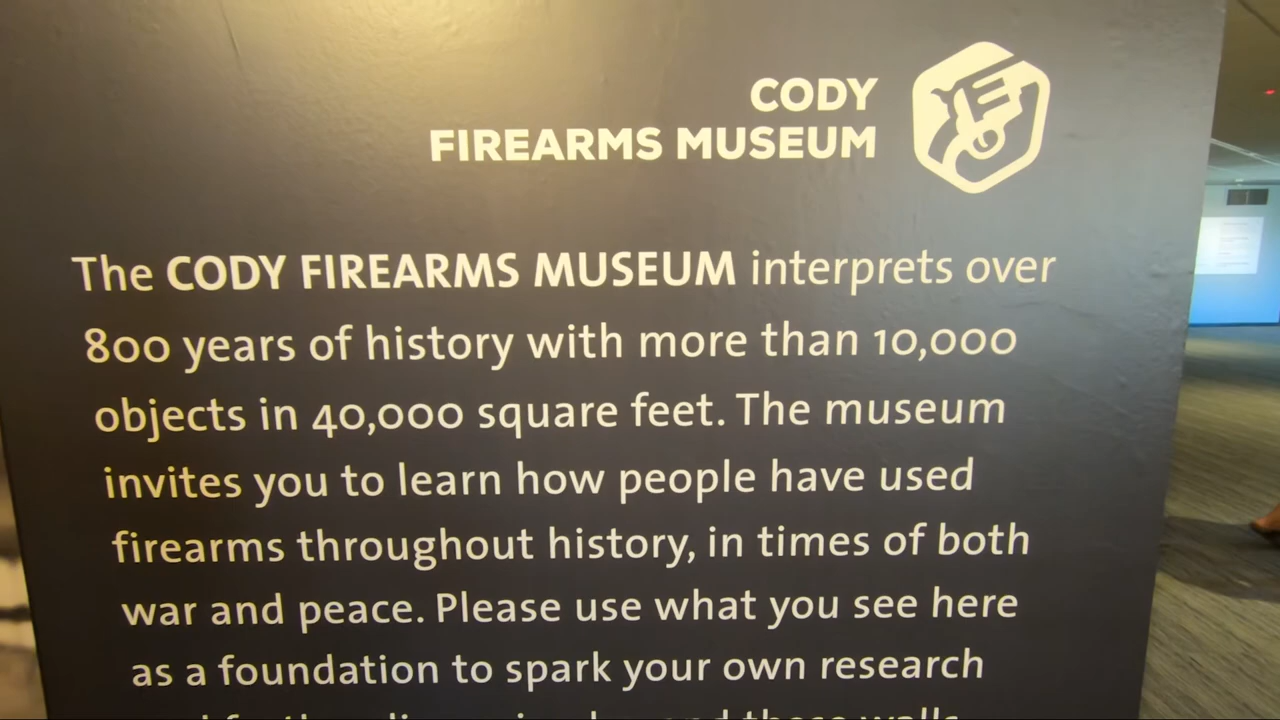 CODY
FIREARMS MUSEUM
The CODY FIREARMS MUSEUM interprets over
800 years of history with more than 10,000
objects in 40,000 square feet. The museum
invites you to learn how people have used
firearms throughout history, in times of both
war and peace. Please use what you see here
as a foundation to spark your own research